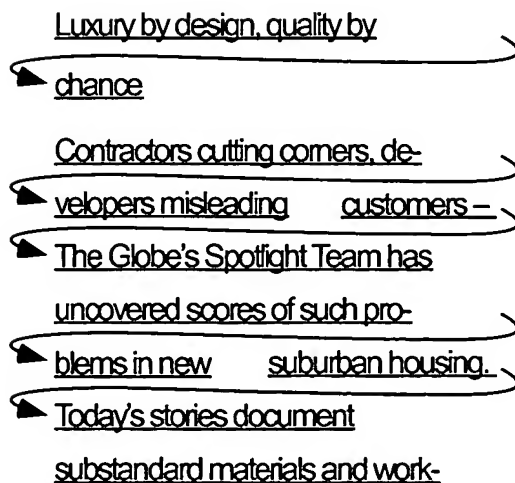 Luxury by design, quality by
chance
Contractors cutting corners, de-
velopers misleading customers –
The Globe's Spotfight Team has
uncovered scores of such pro-
blems in new suburban housing.
Today's stories document
substandard materials and work-